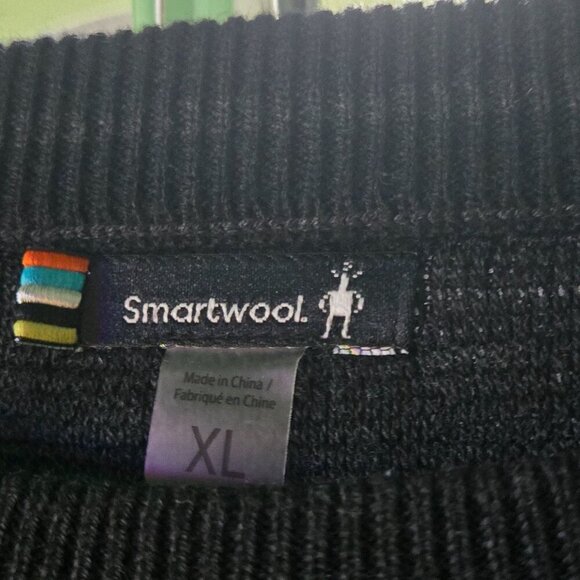 Smartwool.
Made in China /
Fabriqué en Chine
XL